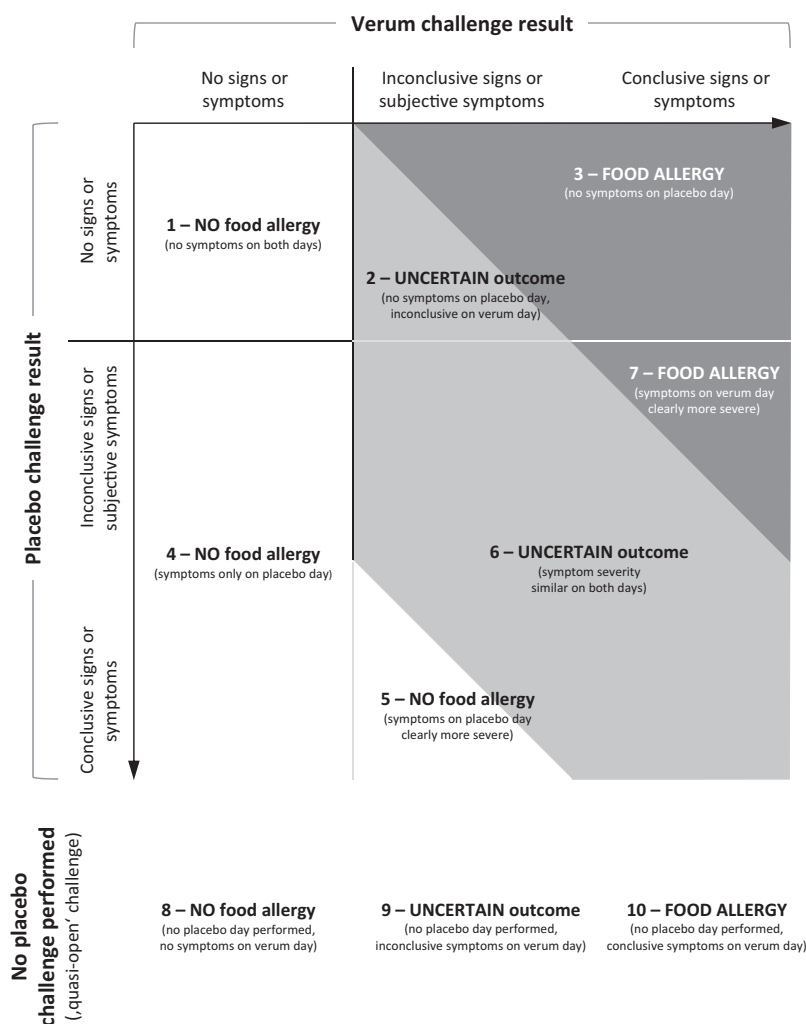 Verum challenge result
No signs or
symptoms
Inconclusive signs or
subjective symptoms
Conclusive signs or
symptoms
Placebo challenge result
No signs or
symptoms
Inconclusive signs or
subjective symptoms
Conclusive signs or
symptoms
1 – NO food allergy
(no symptoms on both days)
2 – UNCERTAIN outcome
(no symptoms on placebo day,
inconclusive on verum day)
3 – FOOD ALLERGY
(no symptoms on placebo day)
7 – FOOD ALLERGY
(symptoms on verum day
clearly more severe)
4 – NO food allergy
(symptoms only on placebo day)
6 – UNCERTAIN outcome
(symptom severity
similar on both days)
5 – NO food allergy
(symptoms on placebo day
clearly more severe)
No placebo
challenge performed
(‚quasi-open‘ challenge)
8 – NO food allergy
(no placebo day performed,
no symptoms on verum day)
9 – UNCERTAIN outcome
(no placebo day performed,
inconclusive symptoms on verum day)
10 – FOOD ALLERGY
(no placebo day performed,
conclusive symptoms on verum day)